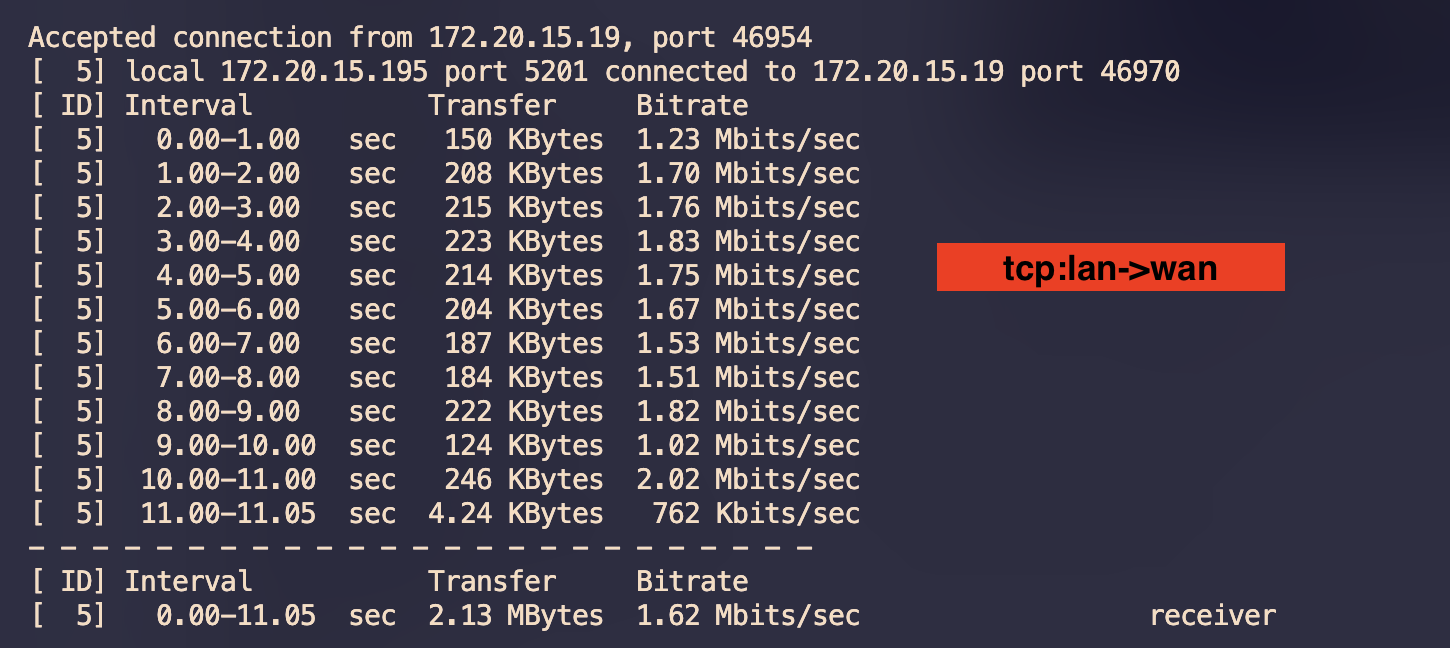 Accepted connection from 172.20.15.19, port 46954
[  5] local 172.20.15.195 port 5201 connected to 172.20.15.19 port 46970
[ ID] Interval           Transfer     Bitrate
[  5]   0.00-1.00   sec   150 KBytes  1.23 Mbits/sec
[  5]   1.00-2.00   sec   208 KBytes  1.70 Mbits/sec
[  5]   2.00-3.00   sec   215 KBytes  1.76 Mbits/sec
[  5]   3.00-4.00   sec   223 KBytes  1.83 Mbits/sec
tcp:lan->wan
[  5]   4.00-5.00   sec   214 KBytes  1.75 Mbits/sec
[  5]   5.00-6.00   sec   204 KBytes  1.67 Mbits/sec
[  5]   6.00-7.00   sec   187 KBytes  1.53 Mbits/sec
[  5]   7.00-8.00   sec   184 KBytes  1.51 Mbits/sec
[  5]   8.00-9.00   sec   222 KBytes  1.82 Mbits/sec
[  5]   9.00-10.00  sec   124 KBytes  1.02 Mbits/sec
[  5]  10.00-11.00  sec   246 KBytes  2.02 Mbits/sec
[  5]  11.00-11.05  sec  4.24 KBytes   762 Kbits/sec
- - - - - - - - - - - - - - - - - - - - - - - - -
[ ID] Interval           Transfer     Bitrate
[  5]   0.00-11.05  sec  2.13 MBytes  1.62 Mbits/sec                  receiver